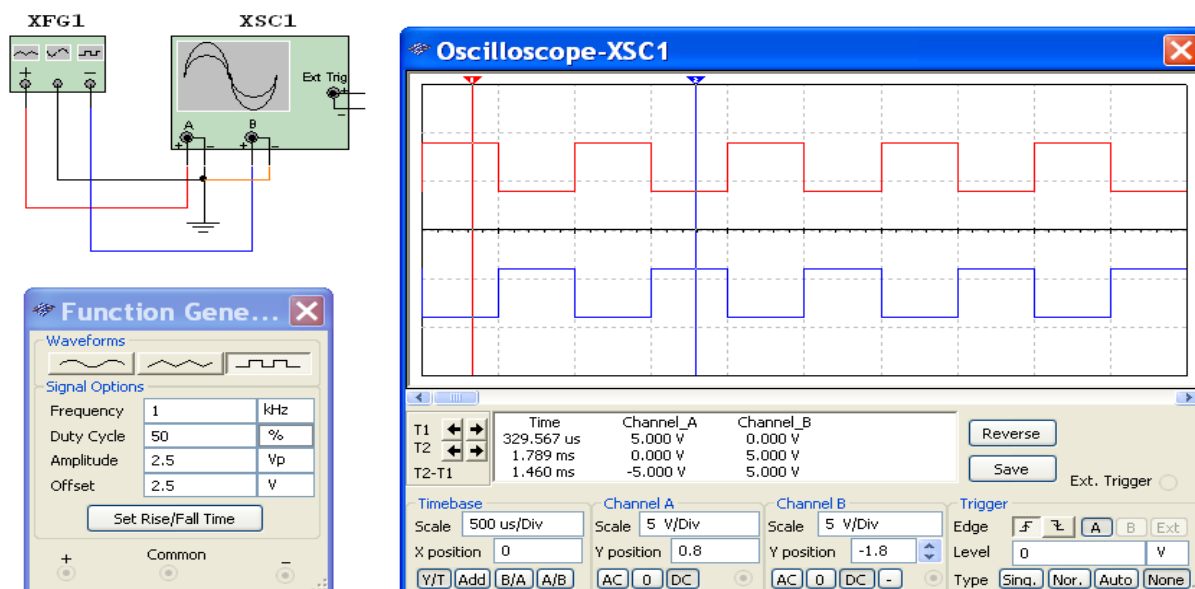 XFG1
XSC1
Ext Trig
+
−
A
B
+ − + −
+ −
Oscilloscope-XSC1
1
2
Function Gene...
Waveforms
Signal Options
Frequency 1 kHz
Duty Cycle 50 %
Amplitude 2.5 Vp
Offset 2.5 V
Set Rise/Fall Time
+ Common −
Time Channel_A Channel_B
T1 329.567 us 5.000 V 0.000 V
T2 1.789 ms 0.000 V 5.000 V
T2-T1 1.460 ms -5.000 V 5.000 V
Reverse
Save
Ext. Trigger
Timebase
Scale 500 us/Div
X position 0
Y/T Add B/A A/B
Channel A
Scale 5 V/Div
Y position 0.8
AC 0 DC
Channel B
Scale 5 V/Div
Y position -1.8
AC 0 DC -
Trigger
Edge A B Ext
Level 0 V
Type Sing. Nor. Auto None